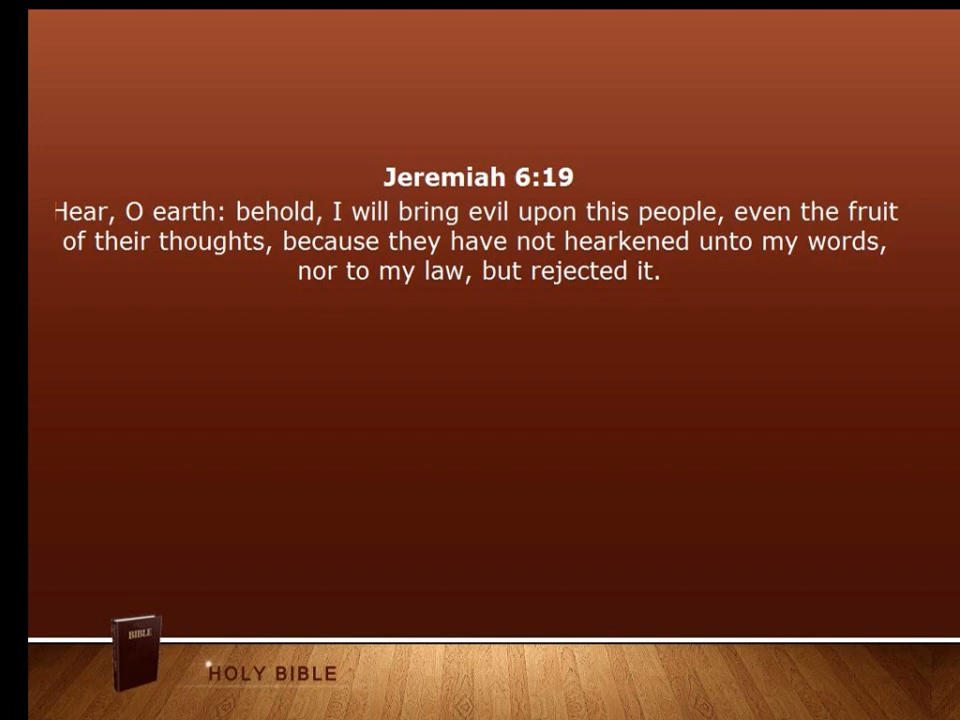 Jeremiah 6:19
Hear, O earth: behold, I will bring evil upon this people, even the fruit
of their thoughts, because they have not hearkened unto my words,
nor to my law, but rejected it.
BIBLE
HOLY BIBLE